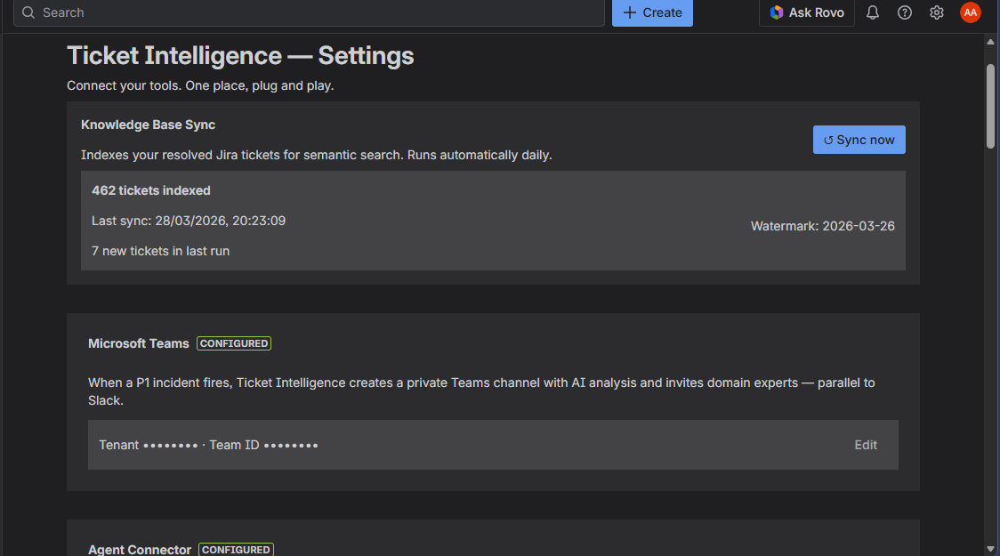 Search
+ Create
Ask Rovo
AA
Ticket Intelligence — Settings
Connect your tools. One place, plug and play.
Knowledge Base Sync
↺ Sync now
Indexes your resolved Jira tickets for semantic search. Runs automatically daily.
462 tickets indexed
Last sync: 28/03/2026, 20:23:09
Watermark: 2026-03-26
7 new tickets in last run
Microsoft Teams CONFIGURED
When a P1 incident fires, Ticket Intelligence creates a private Teams channel with AI analysis and invites domain experts — parallel to
Slack.
Tenant •••••••• · Team ID ••••••••
Edit
Agent Connector CONFIGURED